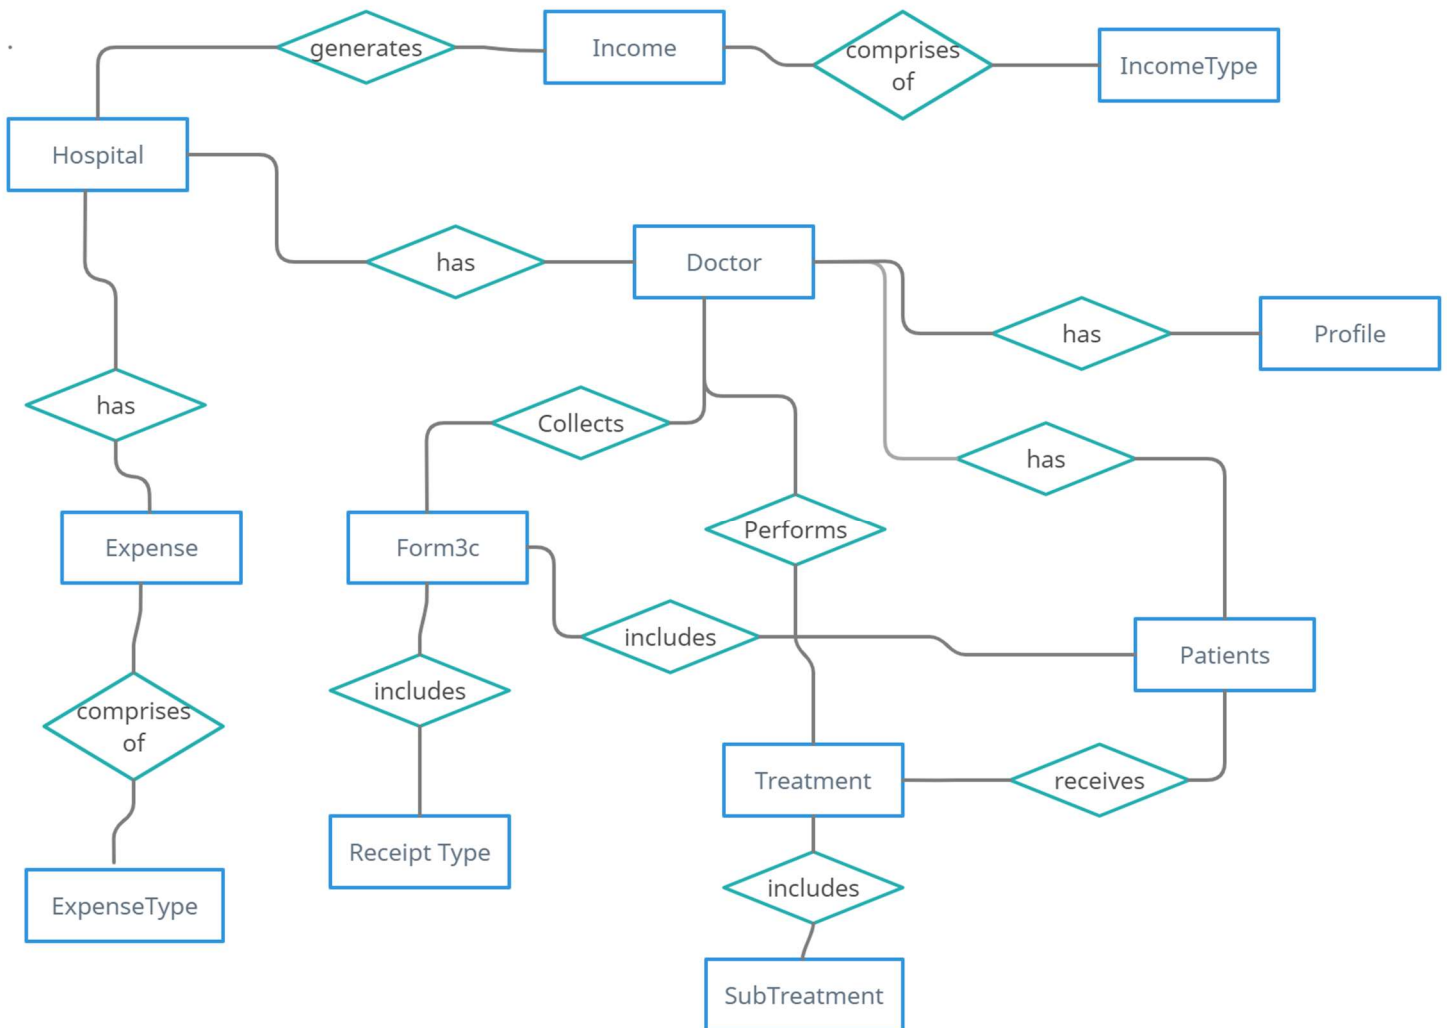 generates
Income
comprises
of
IncomeType
Hospital
has
Doctor
has
Profile
has
Collects
has
Performs
Expense
Form3c
includes
Patients
includes
comprises
of
Treatment
receives
Receipt Type
includes
ExpenseType
SubTreatment